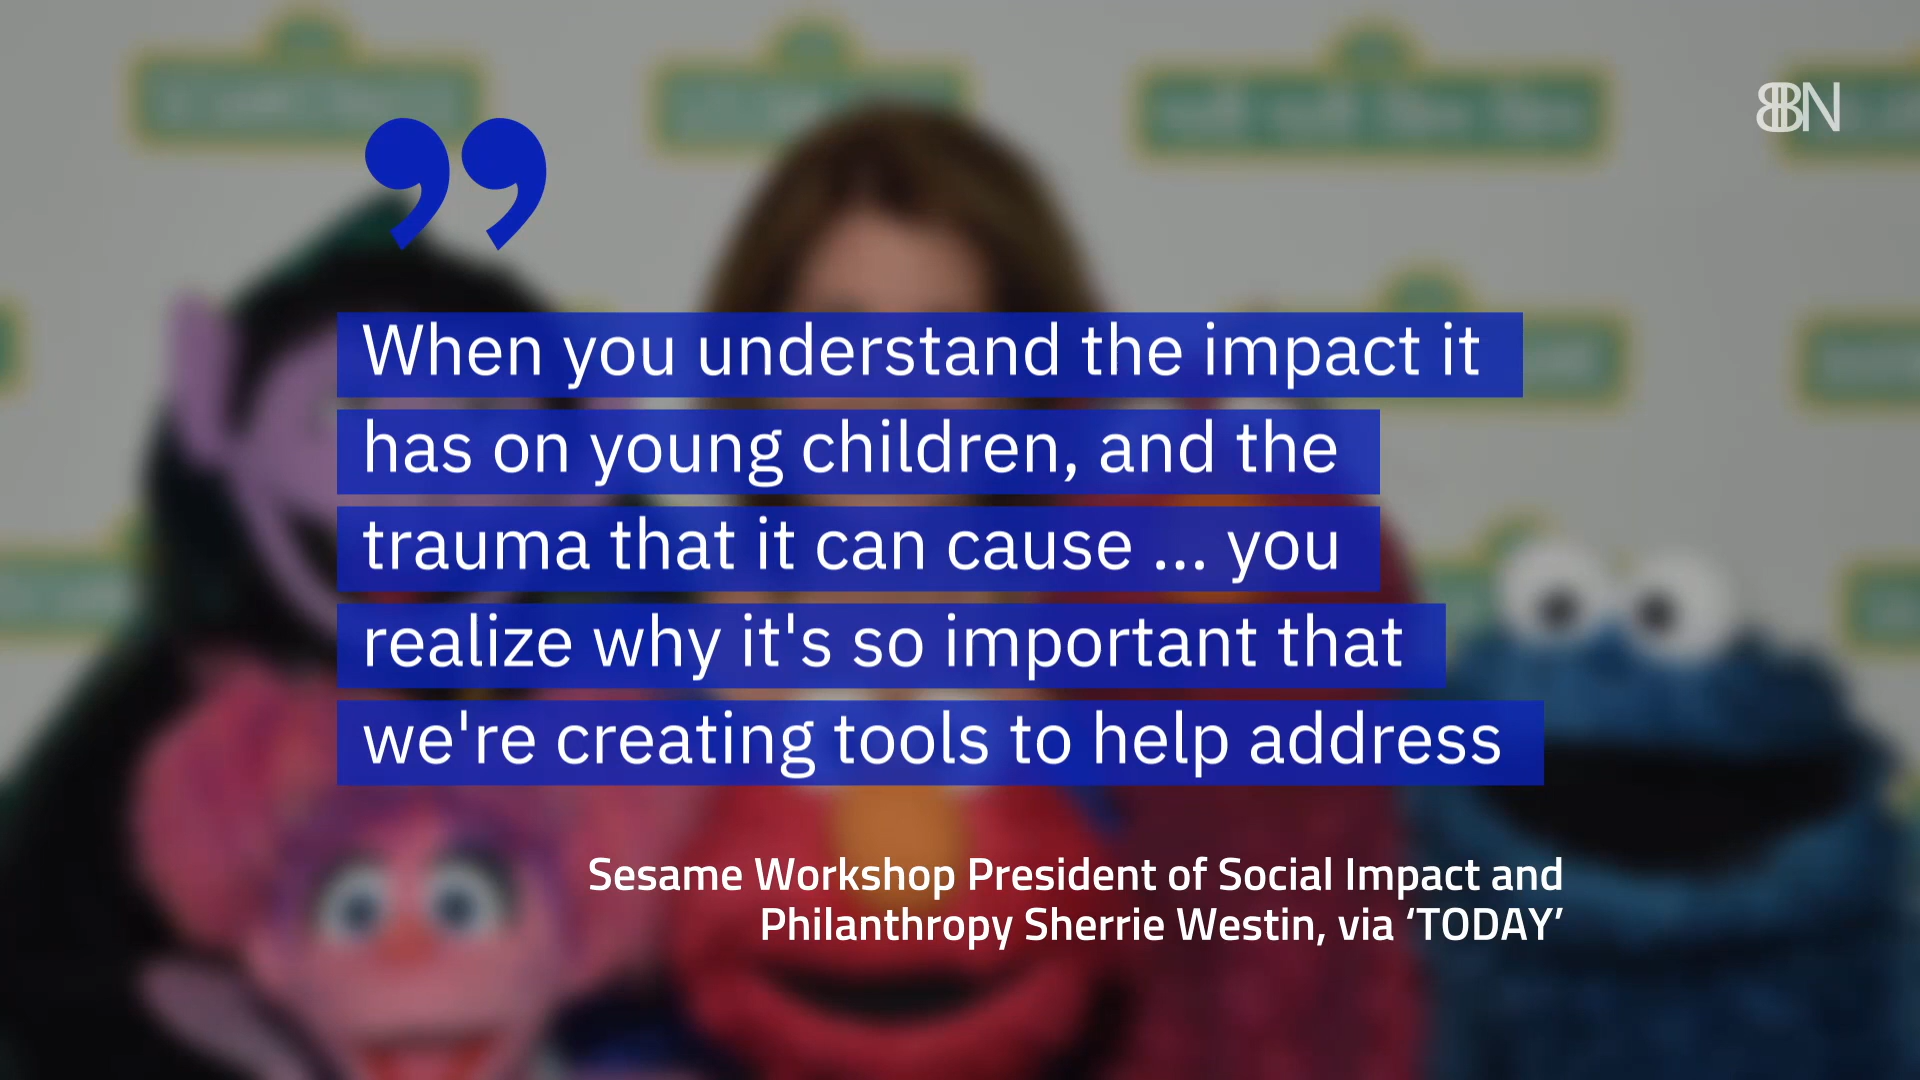 BBN
”
When you understand the impact it
has on young children, and the
trauma that it can cause ... you
realize why it's so important that
we're creating tools to help address
Sesame Workshop President of Social Impact and
Philanthropy Sherrie Westin, via ‘TODAY’